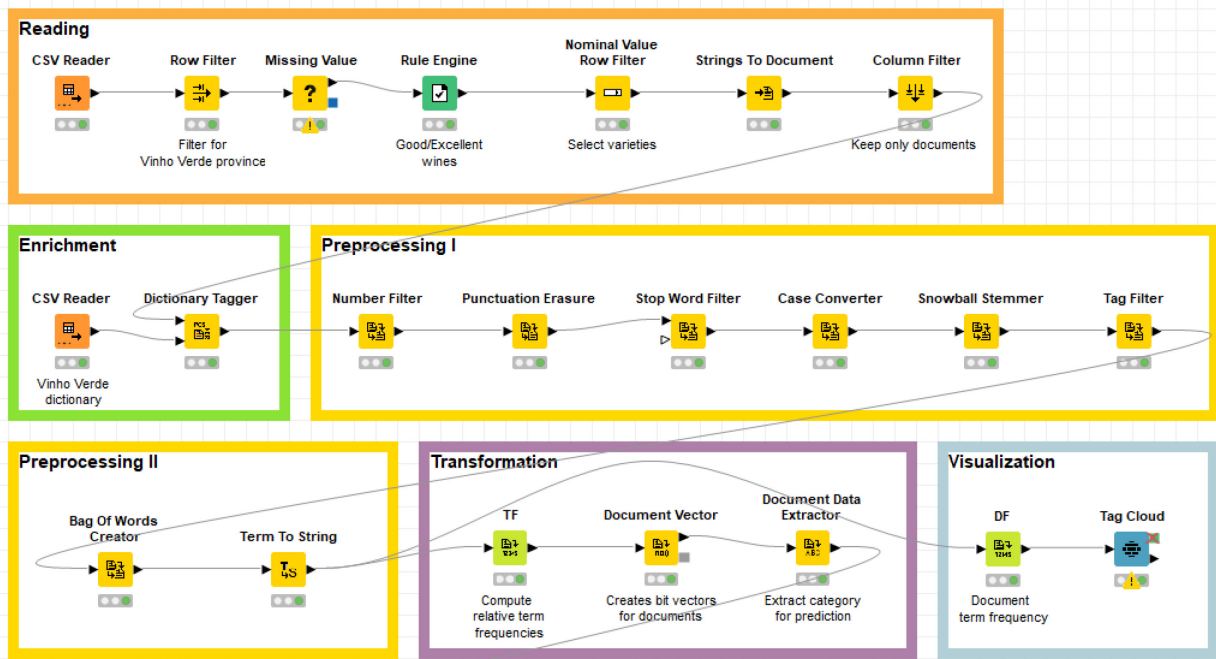 Reading
CSV Reader
Row Filter
Missing Value
Rule Engine
Nominal Value
Row Filter
Strings To Document
Column Filter
?
Filter for
Vinho Verde province
Good/Excellent
wines
Select varieties
Keep only documents
Enrichment
CSV Reader
Dictionary Tagger
Vinho Verde
dictionary
Preprocessing I
Number Filter
Punctuation Erasure
Stop Word Filter
Case Converter
Snowball Stemmer
Tag Filter
Preprocessing II
Bag Of Words
Creator
Term To String
Transformation
TF
Document Vector
Document Data
Extractor
Compute
relative term
frequencies
Creates bit vectors
for documents
Extract category
for prediction
Visualization
DF
Tag Cloud
Document
term frequency